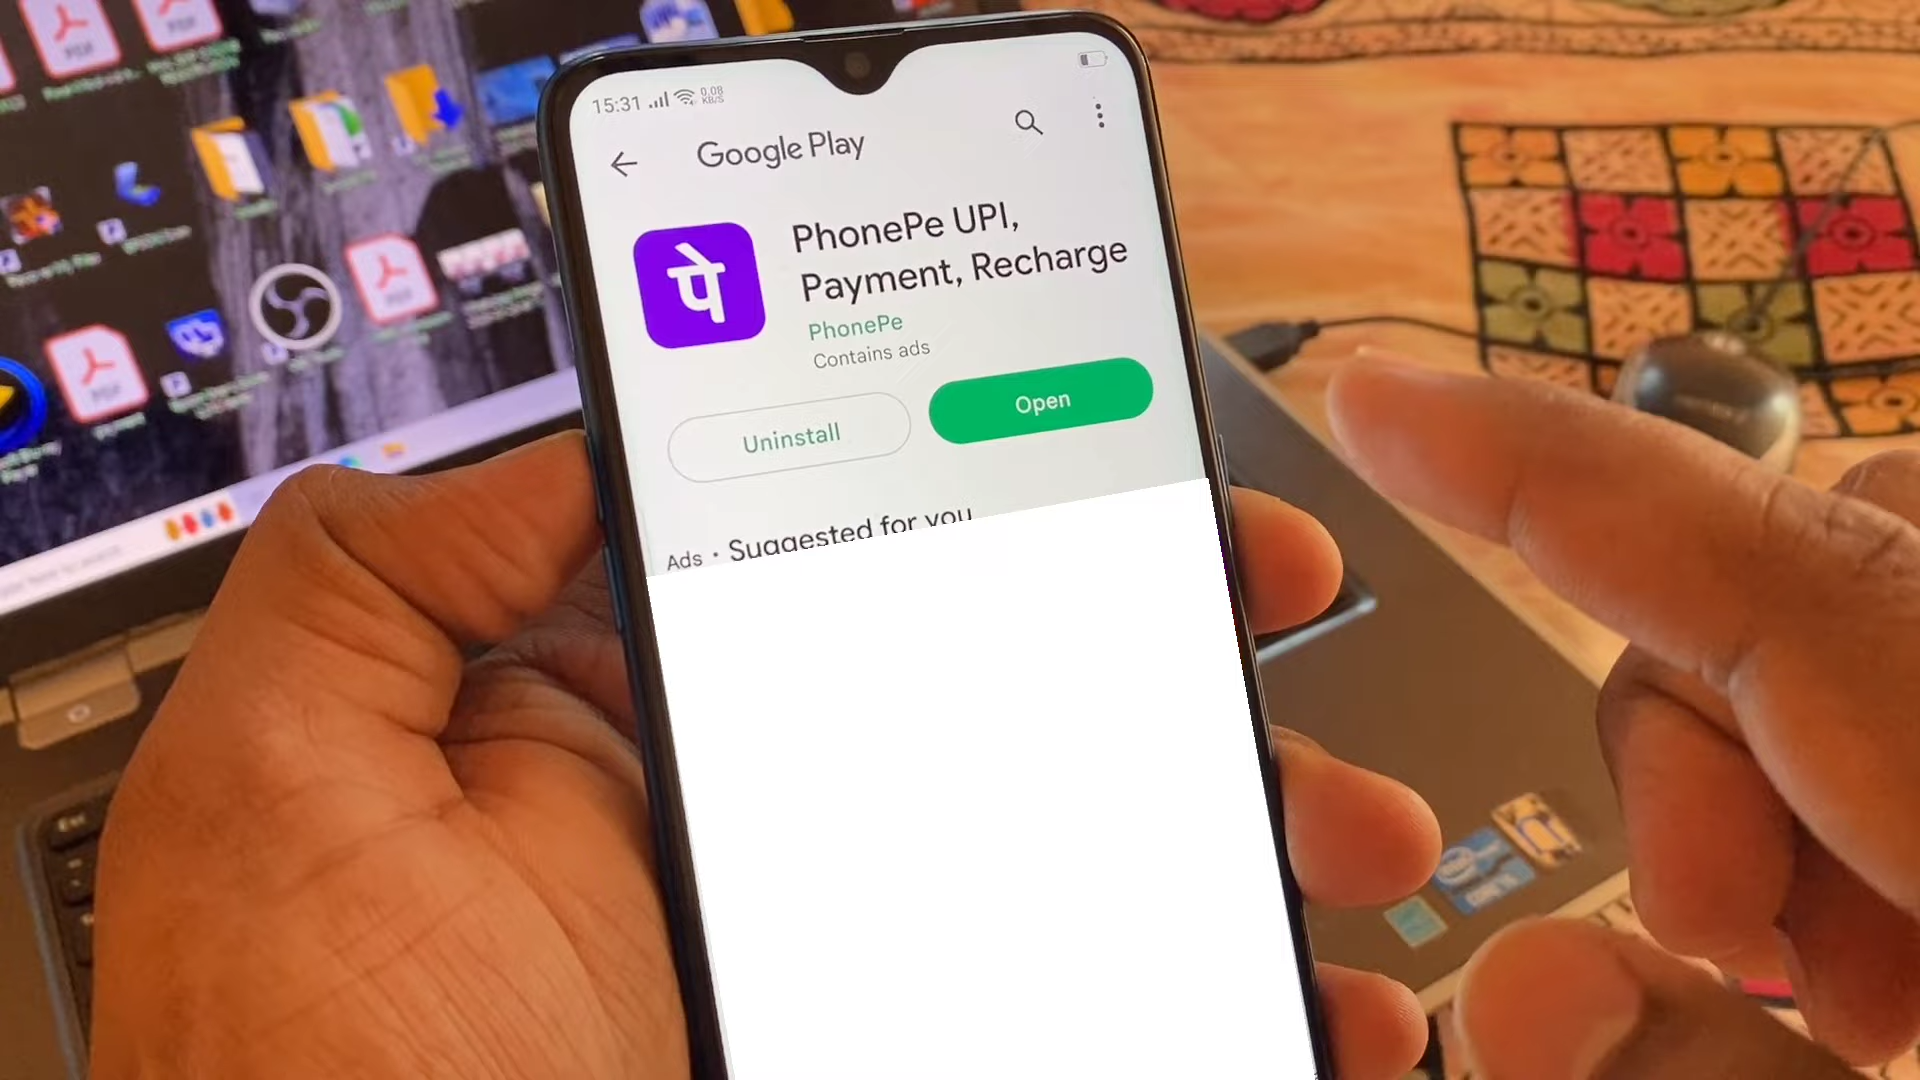 15:31
0.08
KB/S
Google Play
पे
PhonePe UPI,
Payment, Recharge
PhonePe
Contains ads
Uninstall
Open
Ads • Suggested for you
Esc